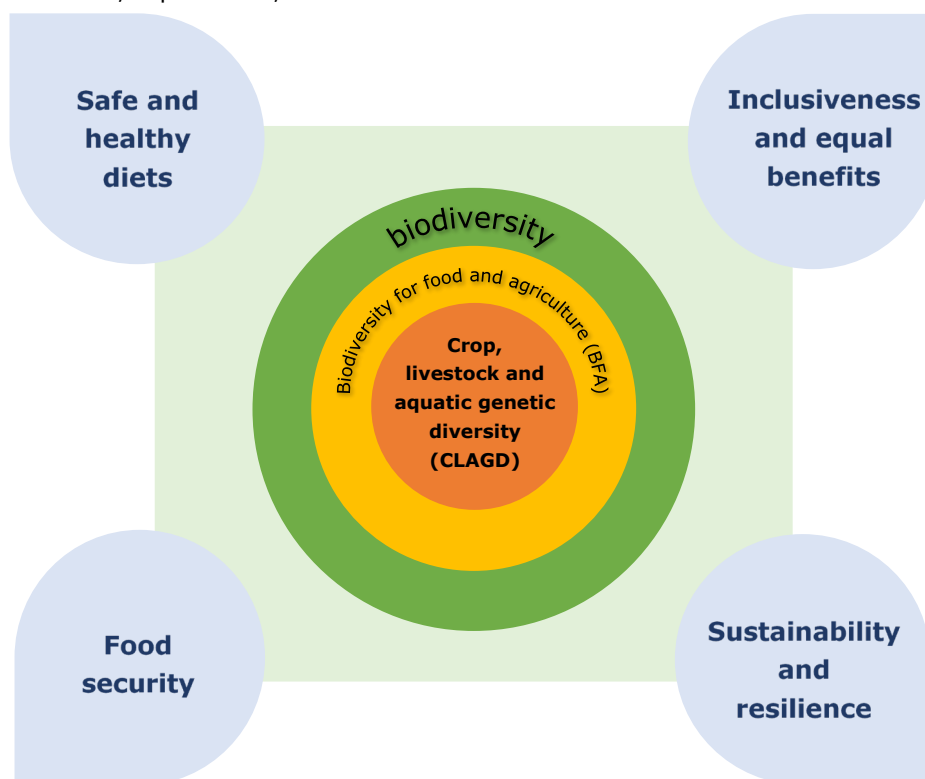 Safe and
healthy
diets
Inclusiveness
and equal
benefits
biodiversity
Biodiversity for food and agriculture (BFA)
Crop,
livestock and
aquatic genetic
diversity
(CLAGD)
Food
security
Sustainability
and
resilience